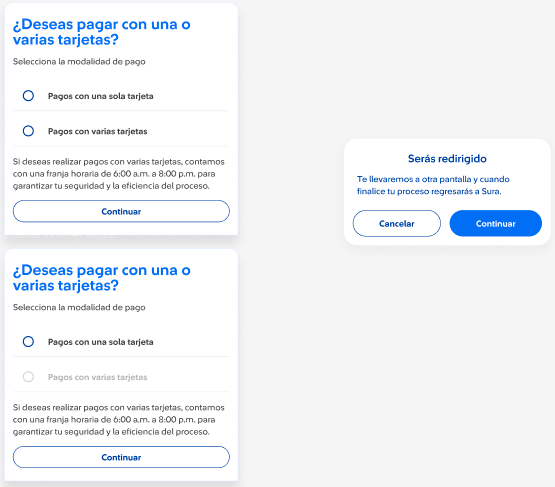 ¿Deseas pagar con una o
varias tarjetas?
Selecciona la modalidad de pago
Pagos con una sola tarjeta
Pagos con varias tarjetas
Si deseas realizar pagos con varias tarjetas, contamos
con una franja horaria de 6:00 a.m. a 8:00 p.m. para
garantizar tu seguridad y la eficiencia del proceso.
Continuar
Serás redirigido
Te llevaremos a otra pantalla y cuando
finalice tu proceso regresarás a Sura.
Cancelar
Continuar
¿Deseas pagar con una o
varias tarjetas?
Selecciona la modalidad de pago
Pagos con una sola tarjeta
Pagos con varias tarjetas
Si deseas realizar pagos con varias tarjetas, contamos
con una franja horaria de 6:00 a.m. a 8:00 p.m. para
garantizar tu seguridad y la eficiencia del proceso.
Continuar